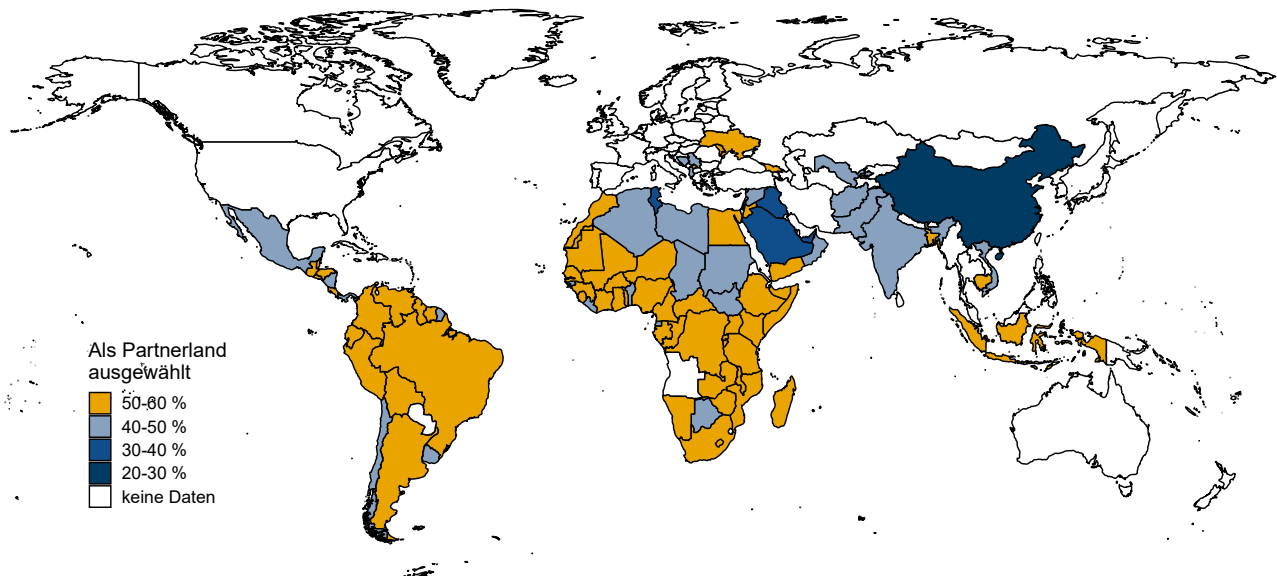 Als Partnerland
ausgewählt
50-60 %
40-50 %
30-40 %
20-30 %
keine Daten